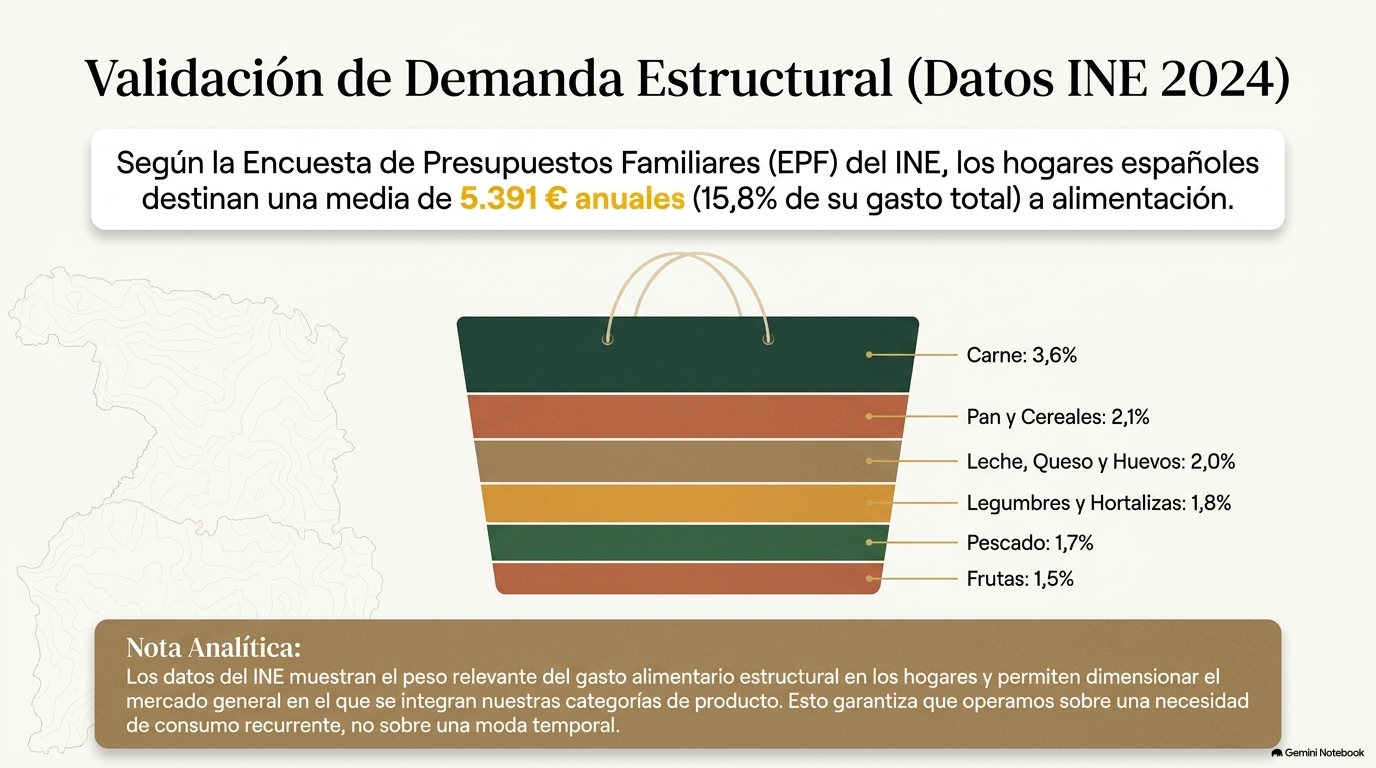 Validación de Demanda Estructural (Datos INE 2024)
Según la Encuesta de Presupuestos Familiares (EPF) del INE, los hogares españoles
destinan una media de 5.391 € anuales (15,8% de su gasto total) a alimentación.
Carne: 3,6%
Pan y Cereales: 2,1%
Leche, Queso y Huevos: 2,0%
Legumbres y Hortalizas: 1,8%
Pescado: 1,7%
Frutas: 1,5%
Nota Analítica:
Los datos del INE muestran el peso relevante del gasto alimentario estructural en los hogares y permiten dimensionar el
mercado general en el que se integran nuestras categorías de producto. Esto garantiza que operamos sobre una necesidad
de consumo recurrente, no sobre una moda temporal.
Gemini Notebook